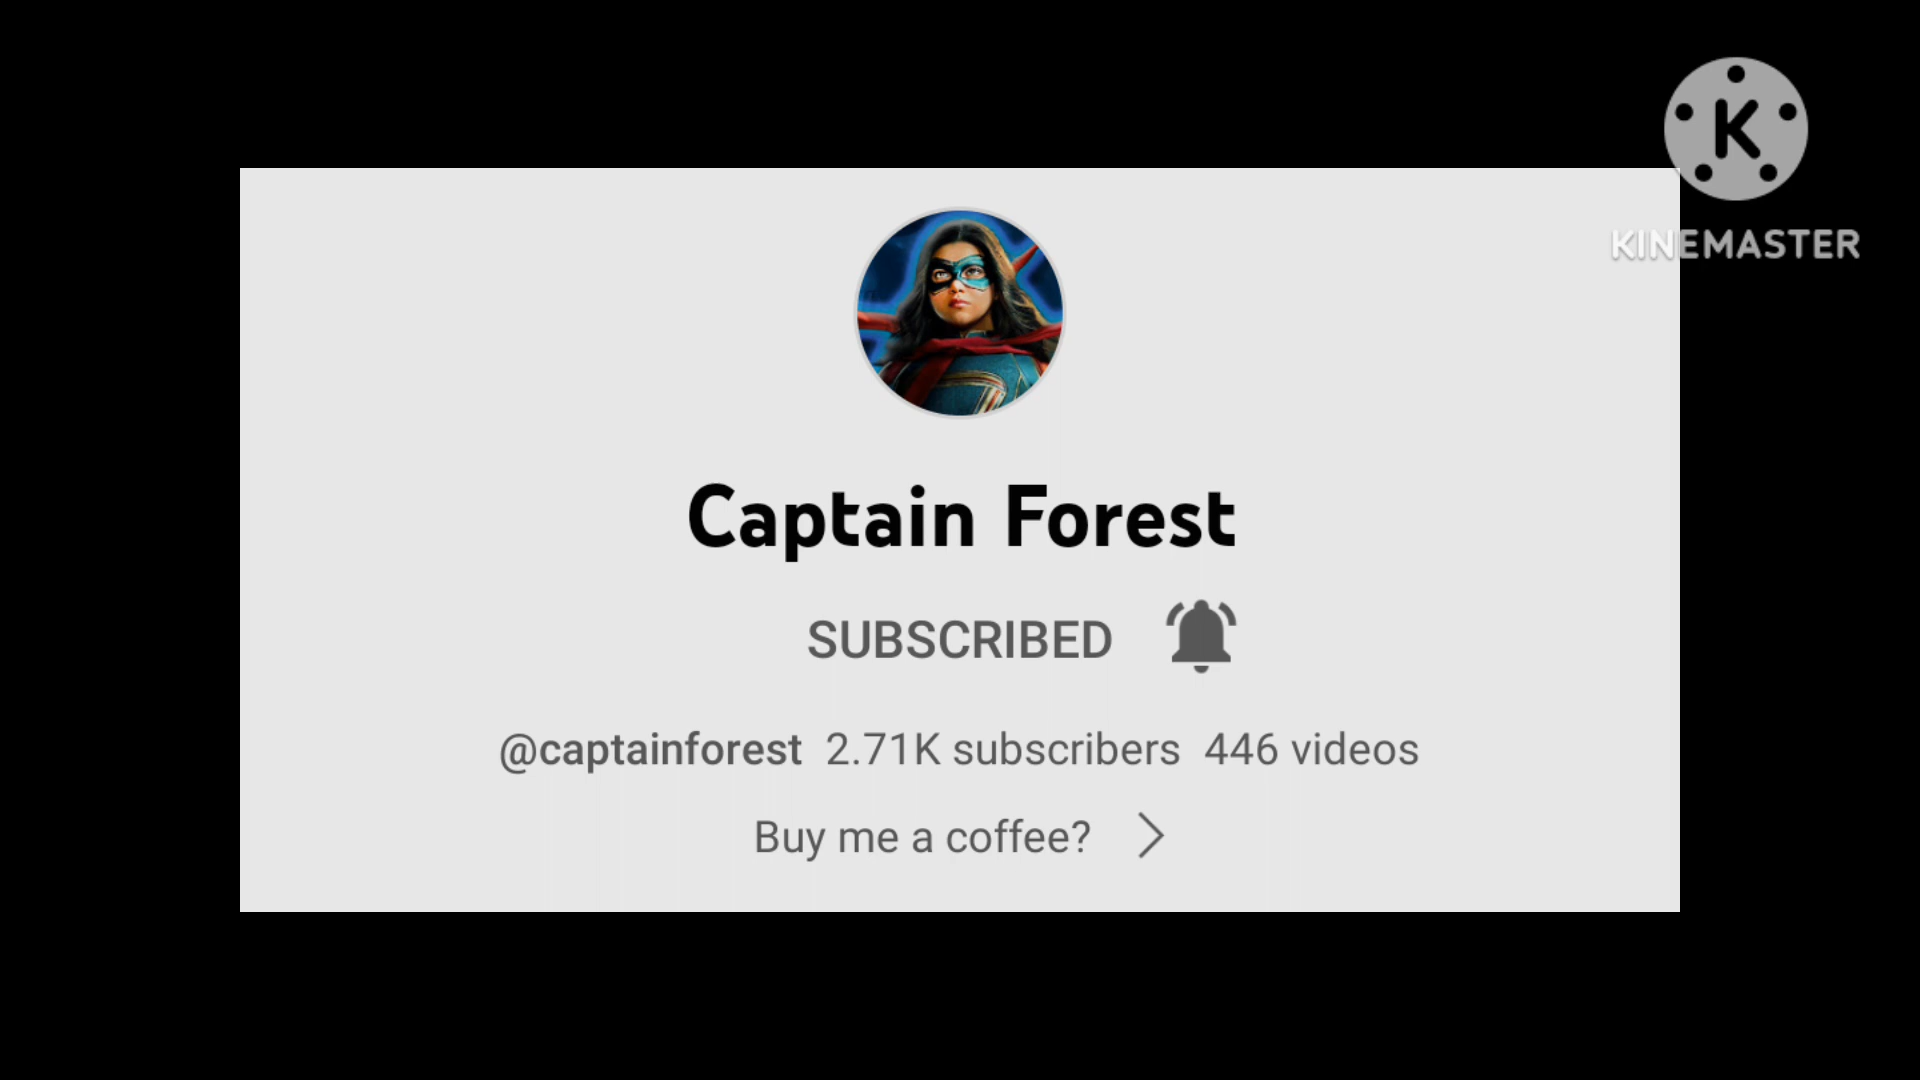 K
KINEMASTER
Captain Forest
SUBSCRIBED
@captainforest 2.71K subscribers 446 videos
Buy me a coffee?